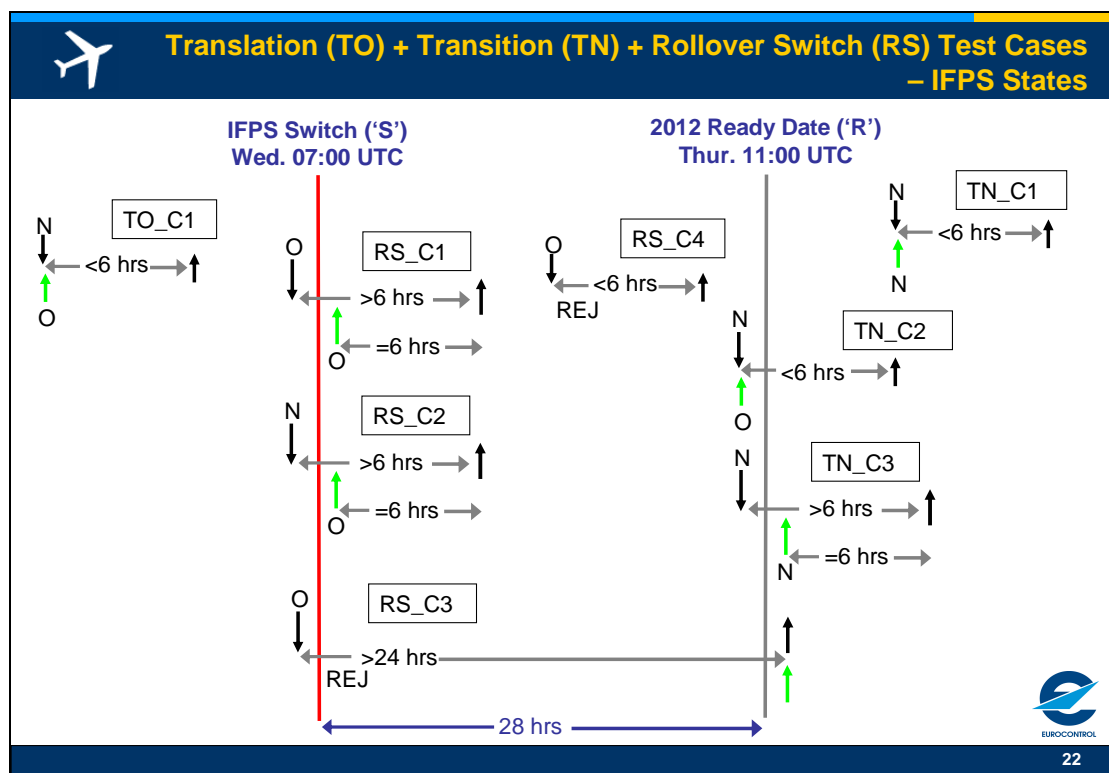 Translation (TO) + Transition (TN) + Rollover Switch (RS) Test Cases
– IFPS States
IFPS Switch (‘S’)
Wed. 07:00 UTC
2012 Ready Date (‘R’)
Thur. 11:00 UTC
N
TO_C1
<6 hrs
O
O
RS_C1
>6 hrs
=6 hrs
O
N
RS_C2
>6 hrs
=6 hrs
O
O
RS_C3
>24 hrs
REJ
O
RS_C4
<6 hrs
REJ
N
TN_C1
<6 hrs
N
N
TN_C2
<6 hrs
O
N
TN_C3
>6 hrs
=6 hrs
N
28 hrs
EUROCONTROL
22